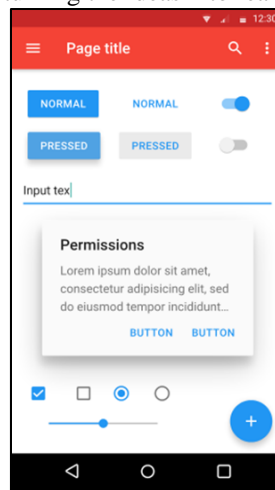 12:30
Page title
NORMAL NORMAL
PRESSED PRESSED
Input tex
Permissions
Lorem ipsum dolor sit amet,
consectetur adipisicing elit, sed
do eiusmod tempor incididunt...
BUTTON BUTTON